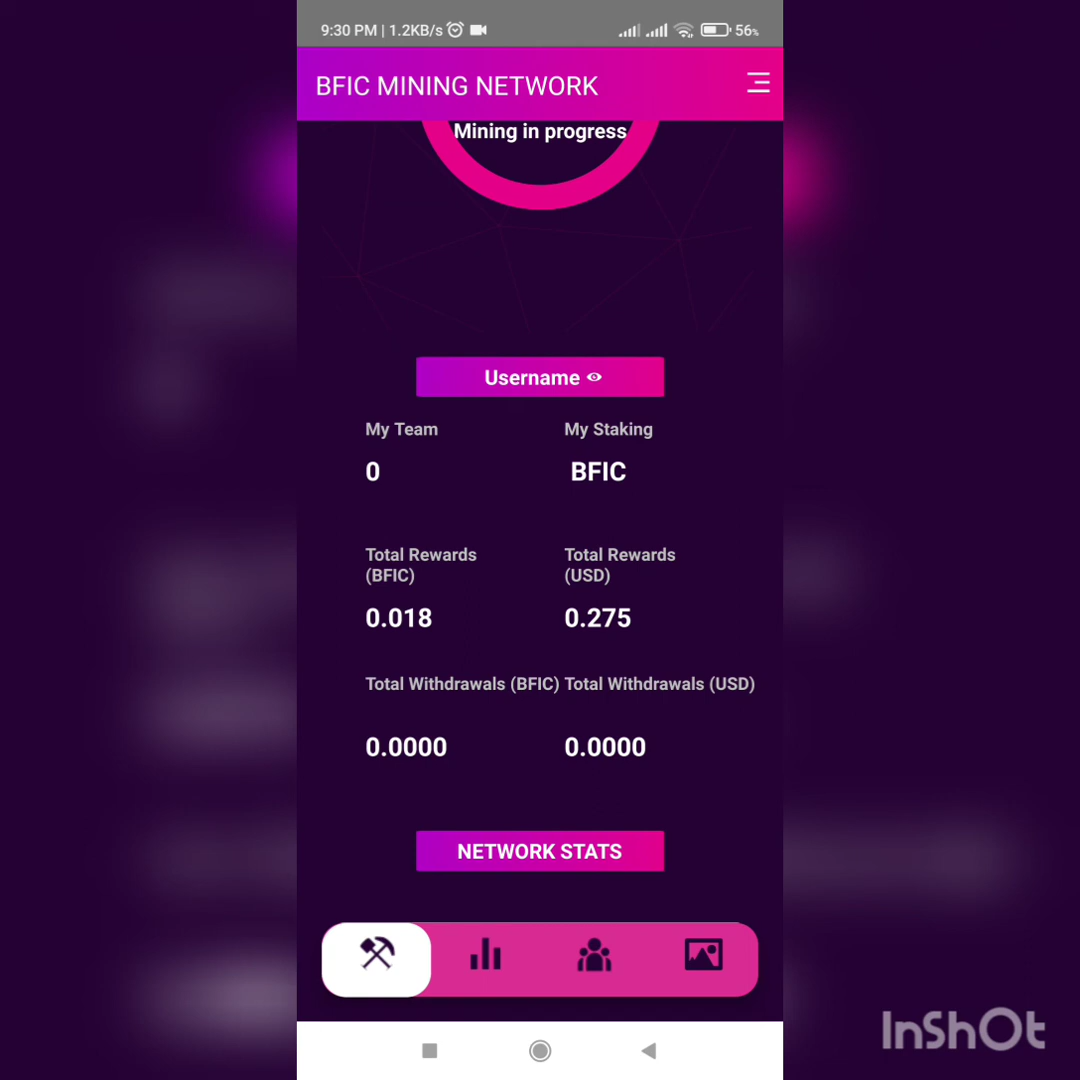 9:30 PM | 1.2KB/s 56%
BFIC MINING NETWORK
Mining in progress
Username
My Team My Staking
0 BFIC
Total Rewards (BFIC) Total Rewards (USD)
0.018 0.275
Total Withdrawals (BFIC) Total Withdrawals (USD)
0.0000 0.0000
NETWORK STATS
InShOt